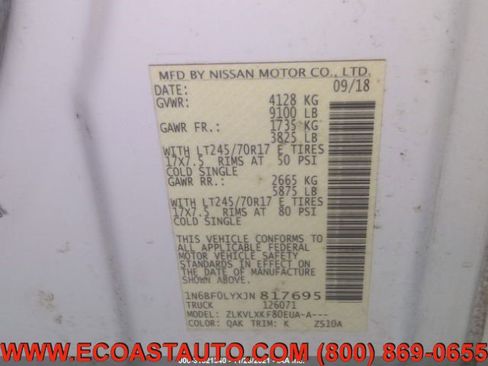 MFD BY NISSAN MOTOR CO., LTD.
DATE: 09/18
GVWR: 4128 KG
9100 LB
GAWR FR.: 1735 KG
3825 LB
WITH LT245/70R17 E TIRES
17X7.5 RIMS AT 50 PSI
COLD SINGLE
GAWR RR.: 2665 KG
5875 LB
WITH LT245/70R17 E TIRES
17X7.5 RIMS AT 80 PSI
COLD SINGLE
THIS VEHICLE CONFORMS TO
ALL APPLICABLE FEDERAL
MOTOR VEHICLE SAFETY
STANDARDS IN EFFECT ON
THE DATE OF MANUFACTURE
SHOWN ABOVE.
1N6BF0LYXJN817695
TRUCK 126071
MODEL: ZLKVLXKF80EUA-A---
COLOR: QAK TRIM: K ZS10A
www.ECOASTAUTO.com (800) 869-0655